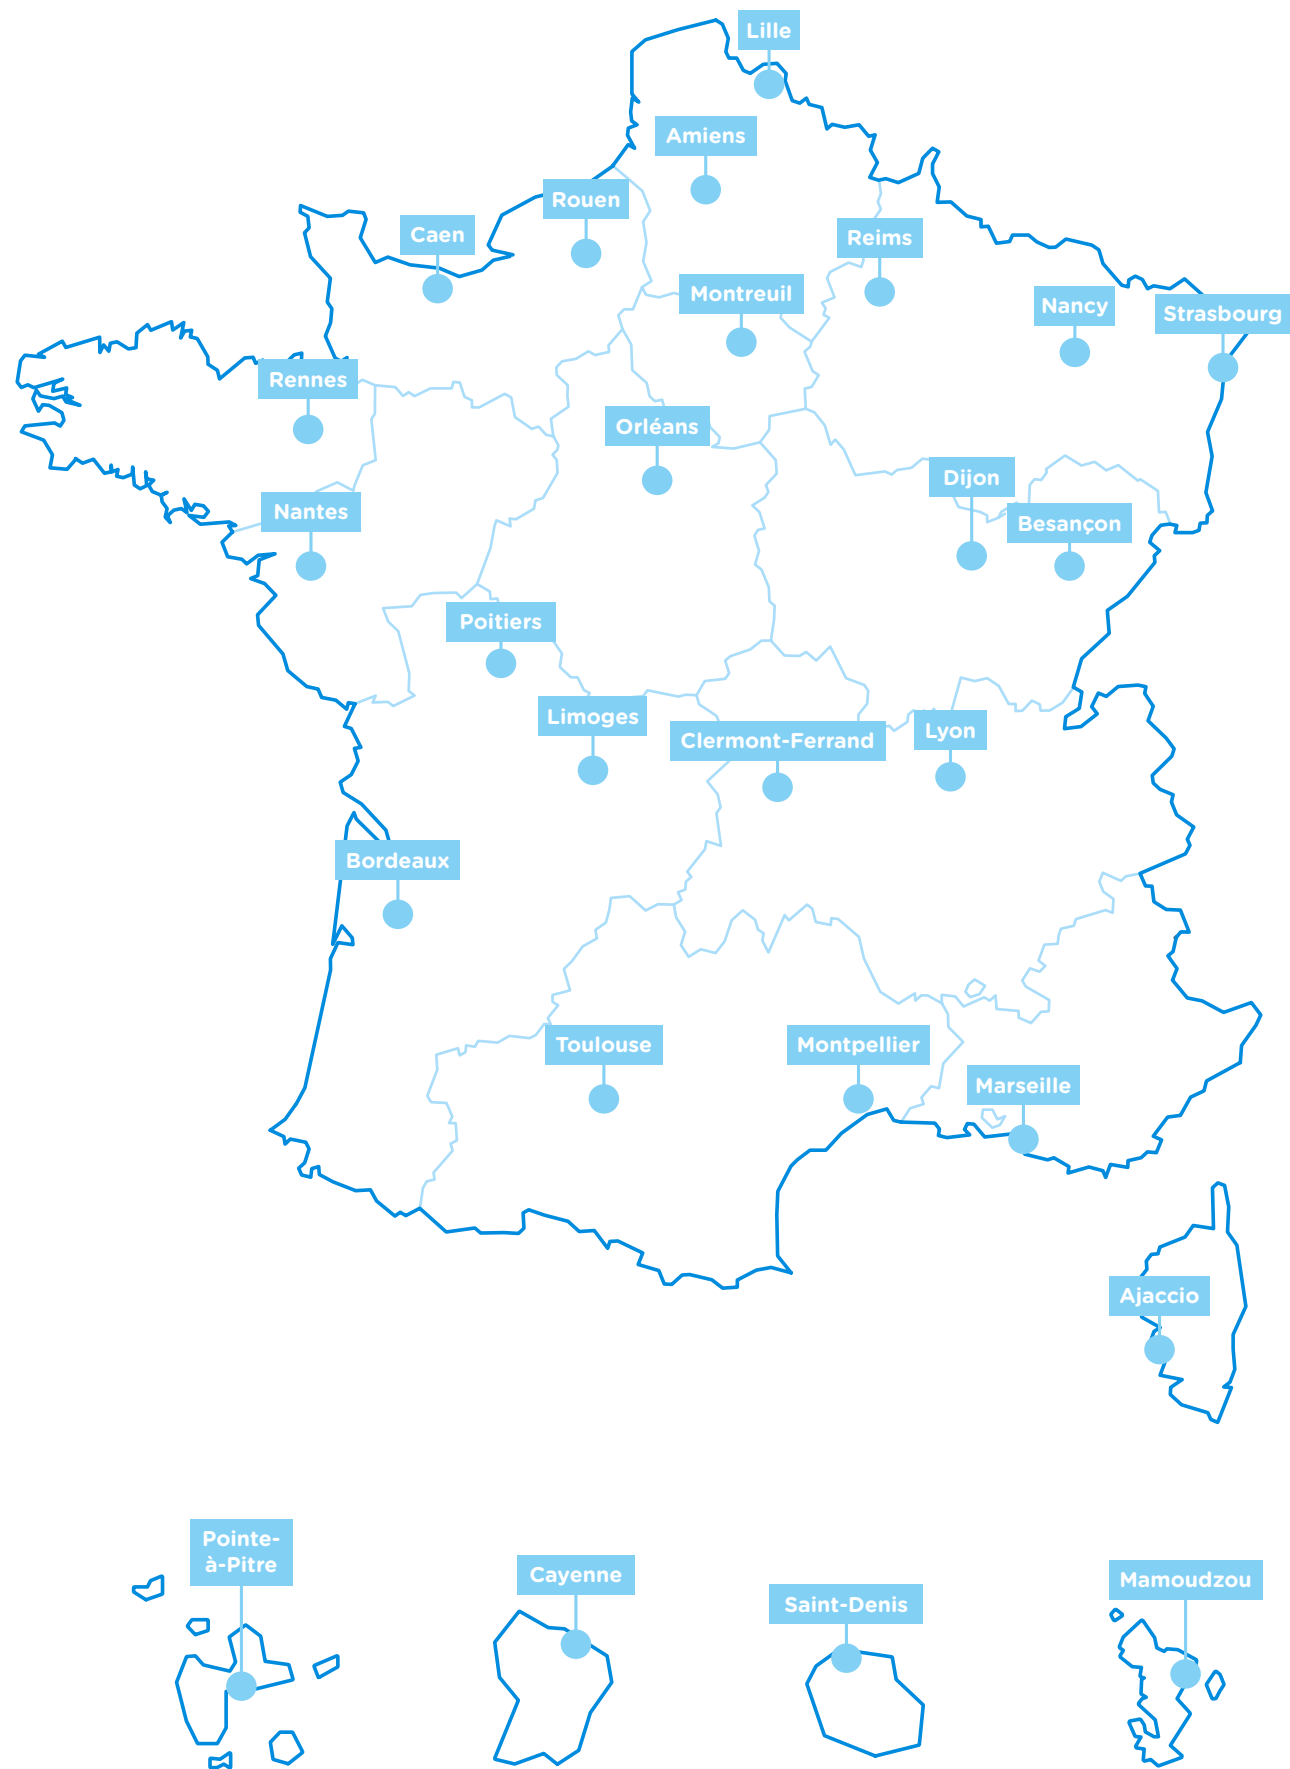 Lille
Amiens
Rouen
Caen
Reims
Montreuil
Nancy
Strasbourg
Rennes
Orléans
Dijon
Nantes
Besançon
Poitiers
Limoges
Clermont-Ferrand
Lyon
Bordeaux
Toulouse
Montpellier
Marseille
Ajaccio
Pointe-
à-Pitre
Cayenne
Saint-Denis
Mamoudzou